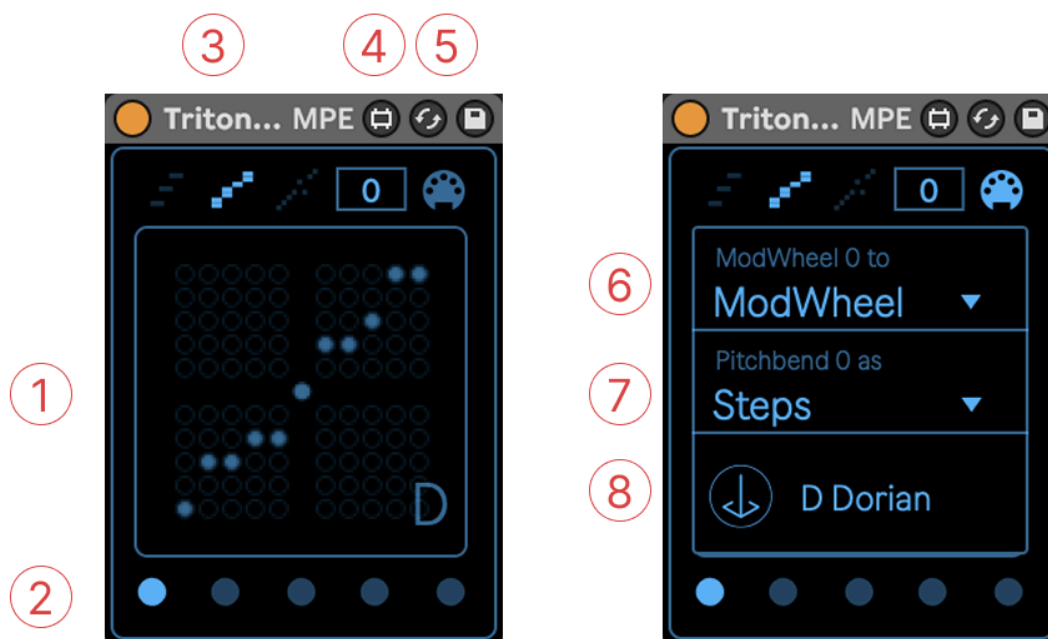 3 4 5
Triton... MPE
Triton... MPE
0
0
1
D
2
6
ModWheel 0 to
ModWheel
7
Pitchbend 0 as
Steps
8
D Dorian